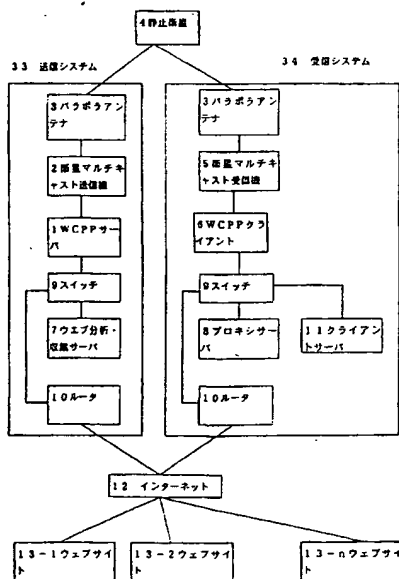 4静止衛星
33 送信システム
34 受信システム
3パラボラアン
テナ
3パラボラアン
テナ
2衛星マルチキ
ャスト送信機
5衛星マルチキ
ャスト受信機
1WCPPサー
バ
6WCPPクラ
イアント
9スイッチ
9スイッチ
7ウエブ分析・
収集サーバ
8プロキシサー
バ
11クライアン
トサーバ
10ルータ
10ルータ
12 インターネット
13-1ウェブサイ
ト
13-2ウェブサイ
ト
13-nウェブサイ
ト